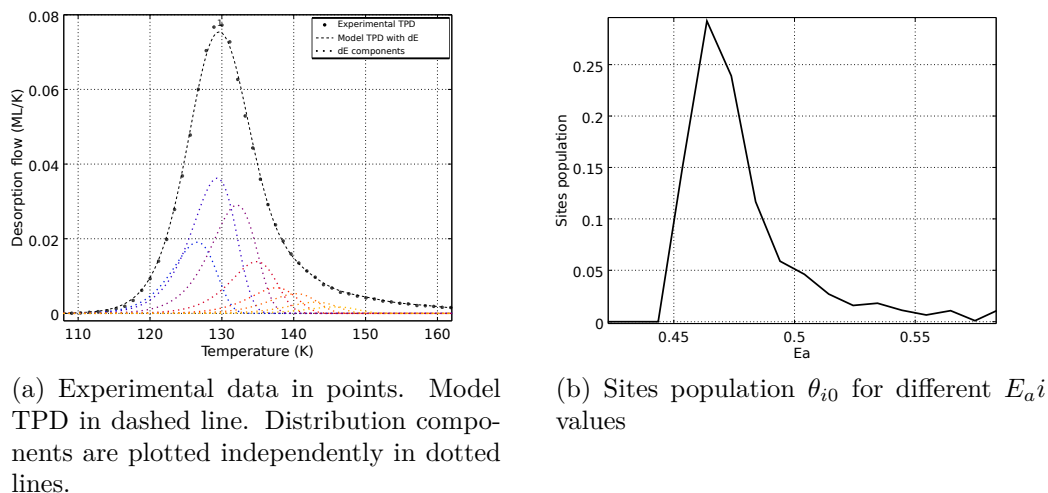 0.08
0.06
0.04
0.02
0
Desorption flow (ML/K)
Experimental TPD
Model TPD with dE
dE components
110
120
130
140
150
160
Temperature (K)
0.25
0.2
0.15
0.1
0.05
0
Sites population
0.45
0.5
0.55
Ea
(a) Experimental data in points. Model
TPD in dashed line. Distribution compo-
nents are plotted independently in dotted
lines.
(b) Sites population θi0 for different Eai
values